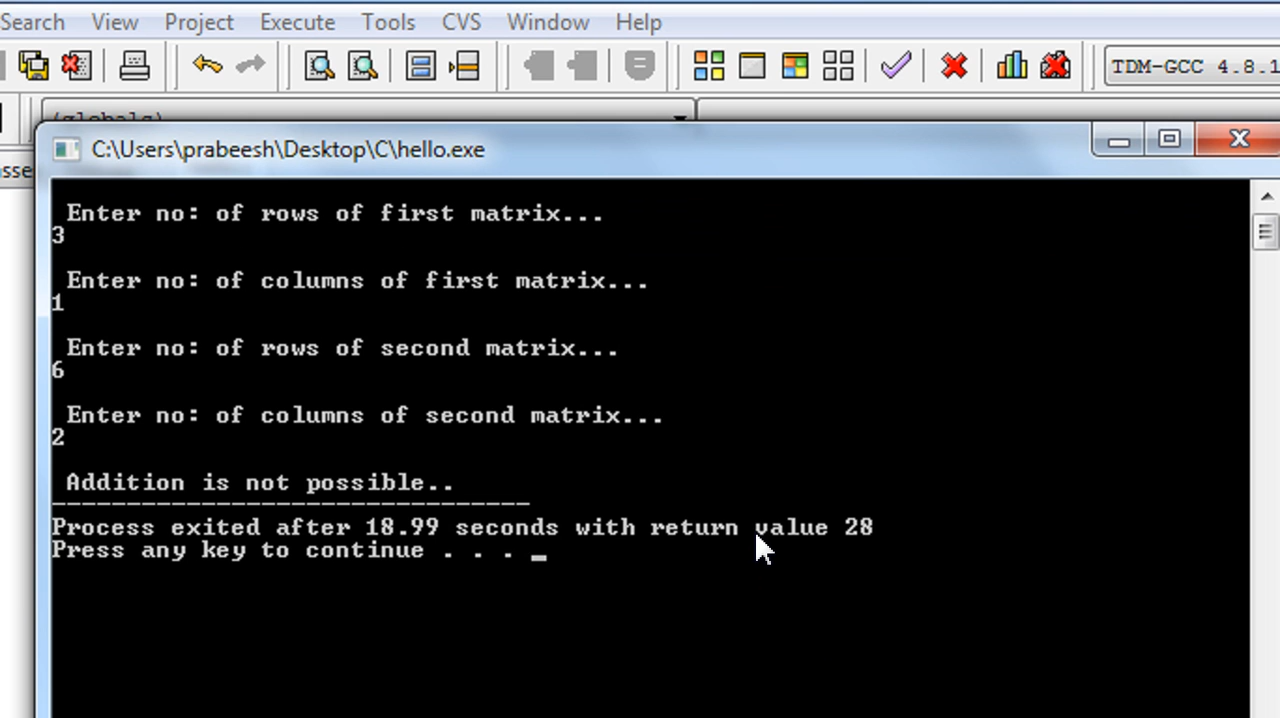 Search View Project Execute Tools CVS Window Help
TDM-GCC 4.8.1
(globals)
C:\Users\prabeesh\Desktop\C\hello.exe
Enter no: of rows of first matrix...
3
Enter no: of columns of first matrix...
1
Enter no: of rows of second matrix...
6
Enter no: of columns of second matrix...
2
Addition is not possible..
--------------------------------
Process exited after 18.99 seconds with return value 28
Press any key to continue . . . _